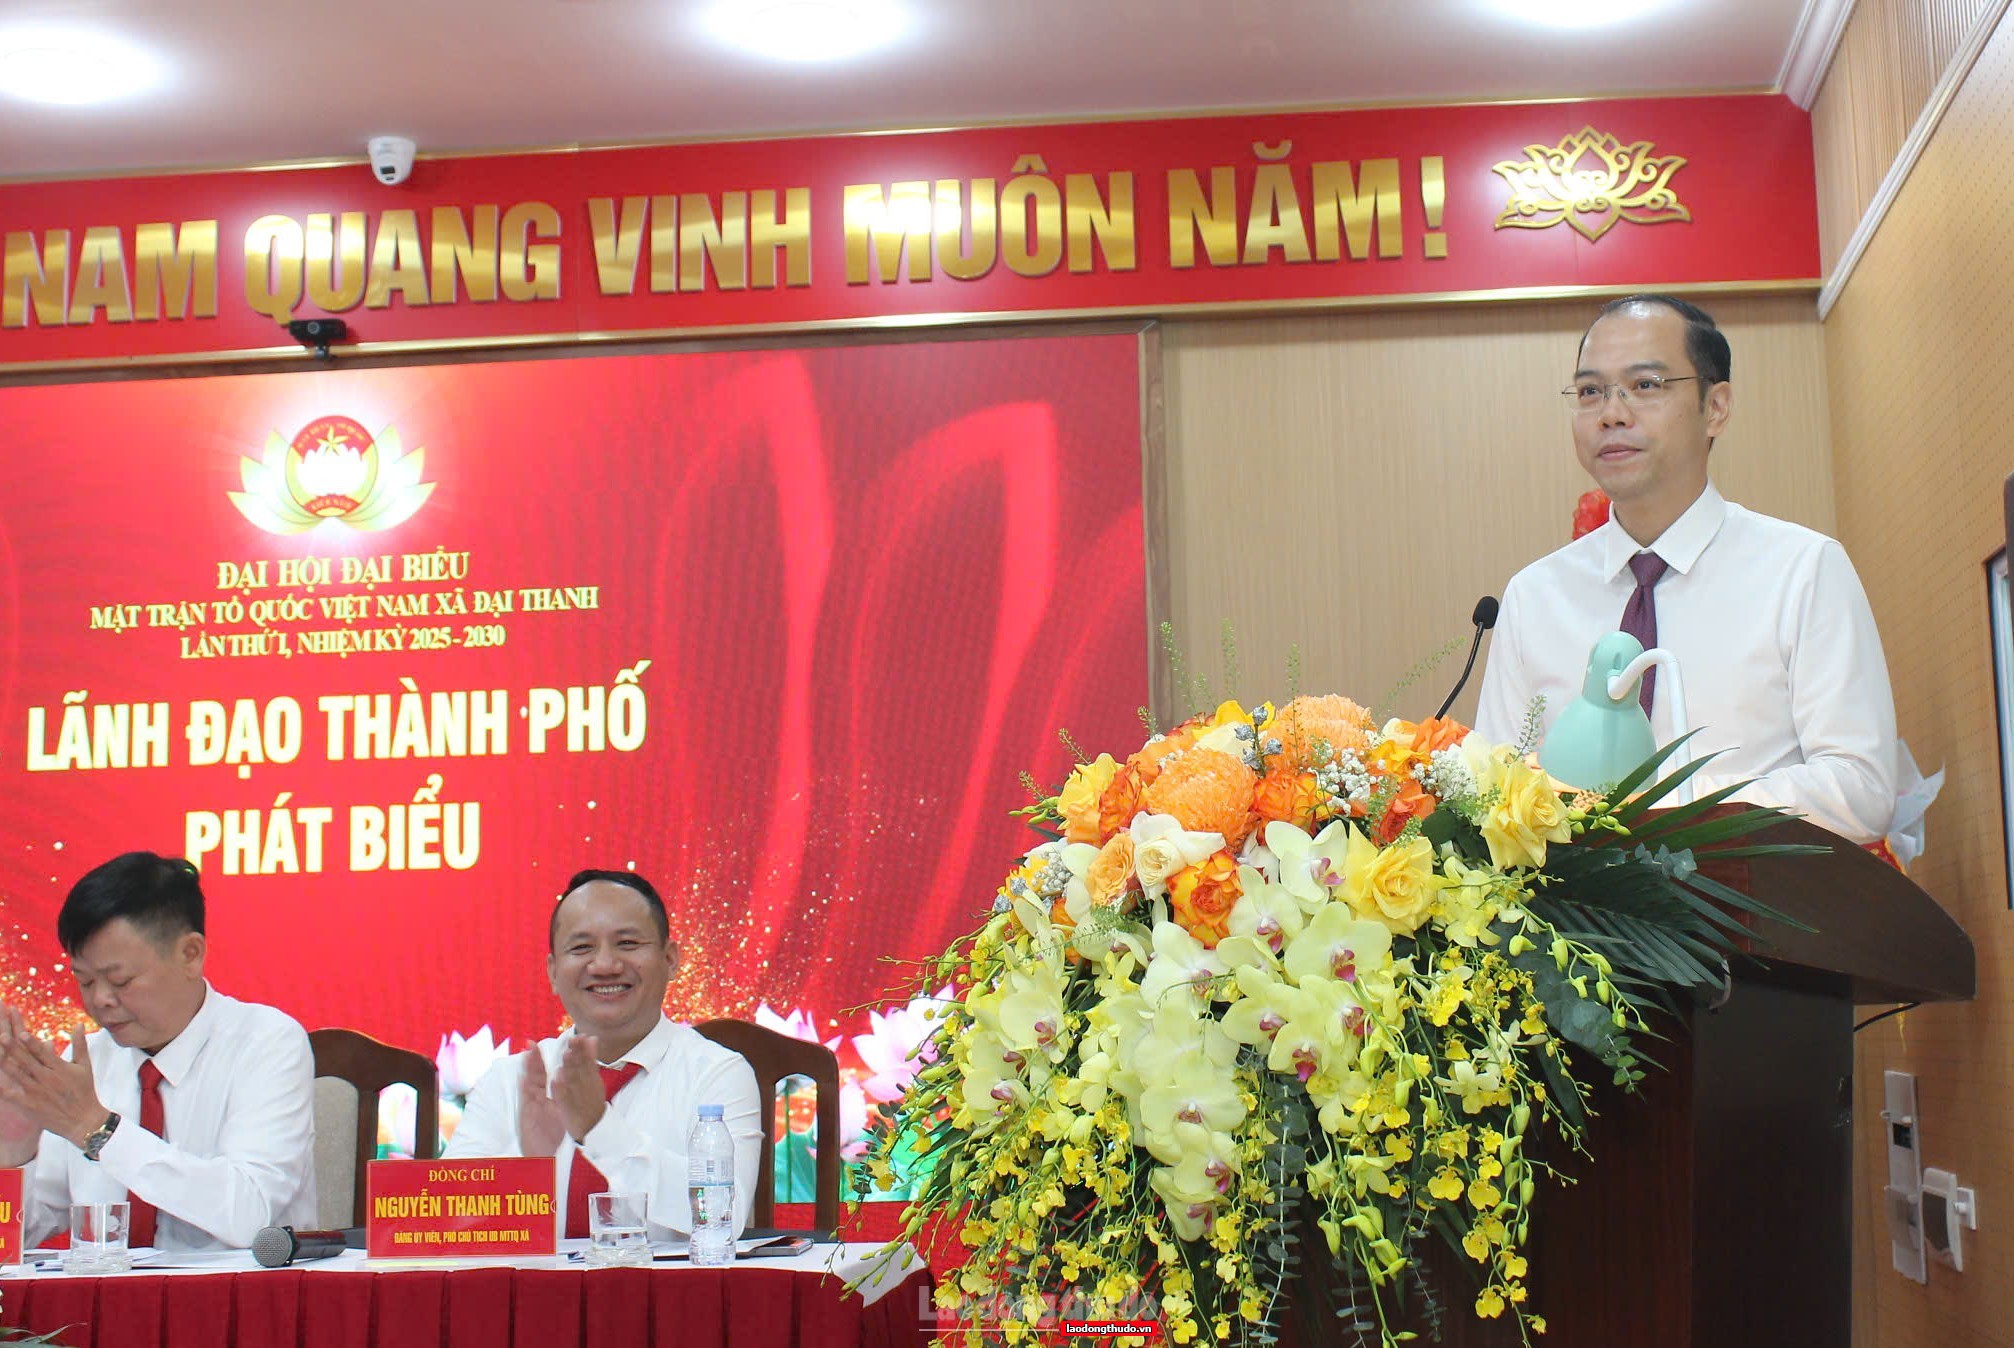 NAM QUANG VINH MUÔN NĂM!
ĐẠI HỘI ĐẠI BIỂU
MẶT TRẬN TỔ QUỐC VIỆT NAM XÃ ĐẠI THANH
LẦN THỨ I, NHIỆM KỲ 2025 - 2030
LÃNH ĐẠO THÀNH PHỐ
PHÁT BIỂU
ĐỒNG CHÍ
NGUYỄN THANH TÙNG
ĐẢNG ỦY VIÊN, PHÓ CHỦ TỊCH UB MTTQ XÃ
Laodongthudo
laodongthudo.vn